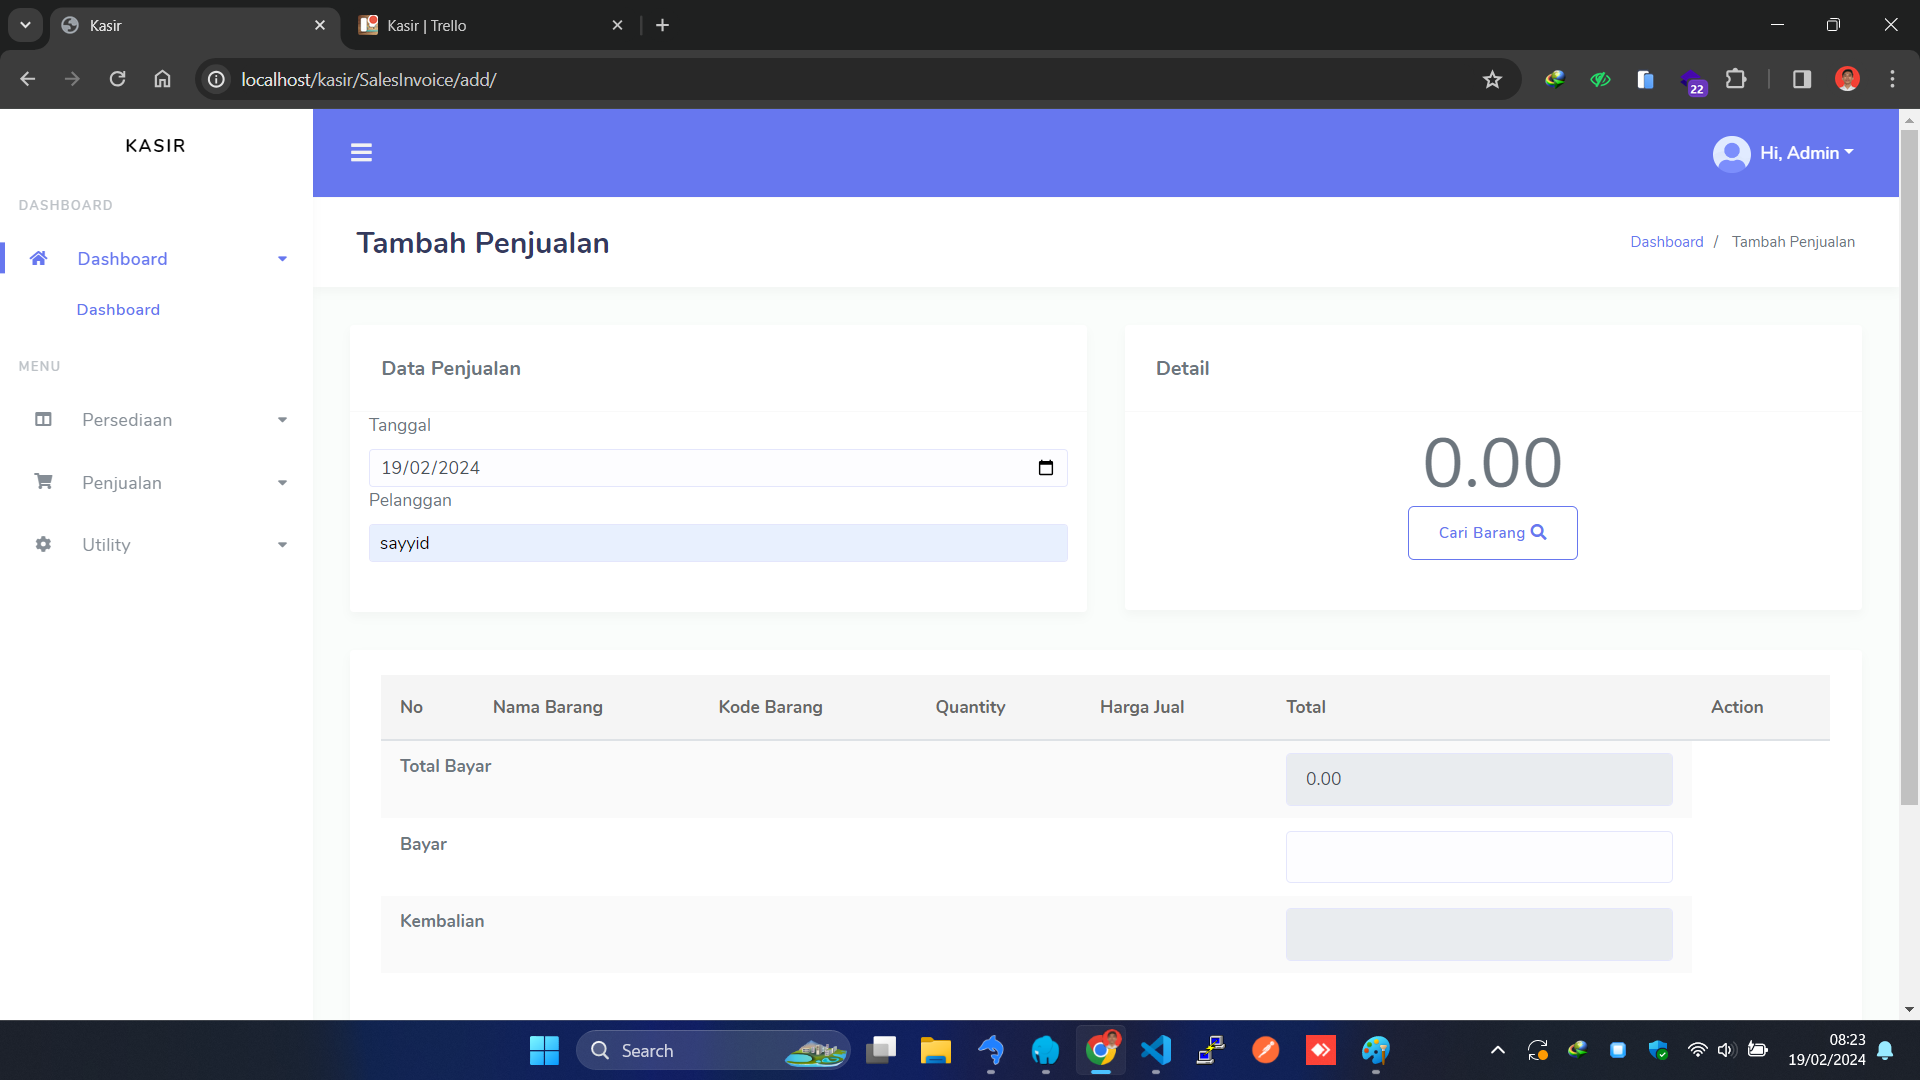 Kasir
Kasir | Trello
localhost/kasir/SalesInvoice/add/
22
KASIR
Hi, Admin
DASHBOARD
Dashboard
Dashboard
MENU
Persediaan
Penjualan
Utility
Tambah Penjualan
Dashboard / Tambah Penjualan
Data Penjualan
Tanggal
19/02/2024
Pelanggan
sayyid
Detail
0.00
Cari Barang
No Nama Barang Kode Barang Quantity Harga Jual Total Action
Total Bayar 0.00
Bayar
Kembalian
Search
08:23
19/02/2024